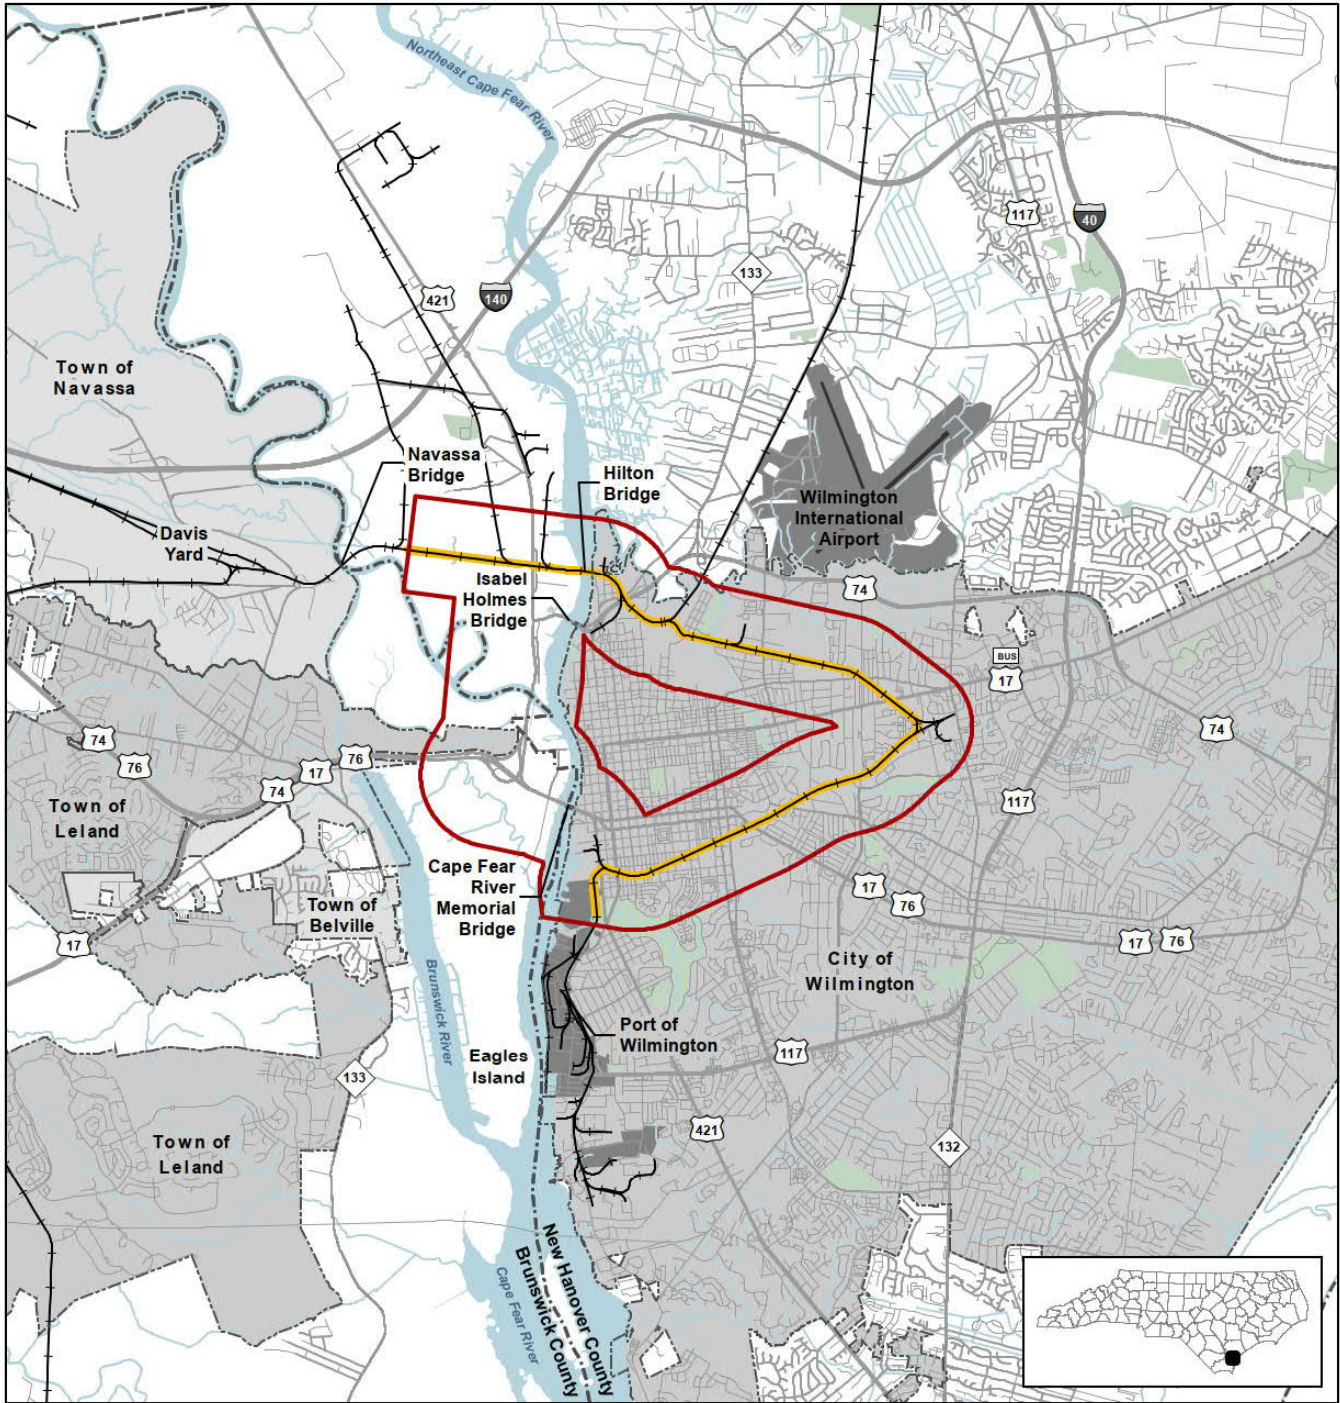 Northeast Cape Fear River
117
40
133
421
140
Town of
Navassa
Navassa
Bridge
Hilton
Bridge
Wilmington
International
Airport
Davis
Yard
Isabel
Holmes
Bridge
74
BUS
17
74
74
76
74
17
76
Town of
Leland
117
Cape Fear
River
Memorial
Bridge
Town of
Belville
17
76
17
17
76
City of
Wilmington
Brunswick River
Port of
Wilmington
Eagles
Island
117
133
421
132
Town of
Leland
New Hanover County
Brunswick County
Cape Fear River